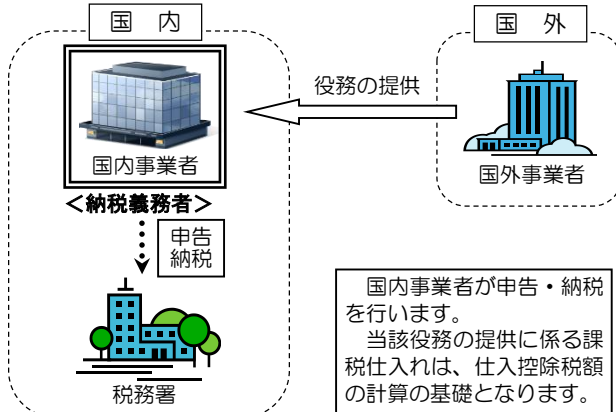 国 内
国 外
役務の提供
国内事業者
国外事業者
＜納税義務者＞
申告
納税
税務署
国内事業者が申告・納税
を行います。
当該役務の提供に係る課
税仕入れは、仕入控除税額
の計算の基礎となります。